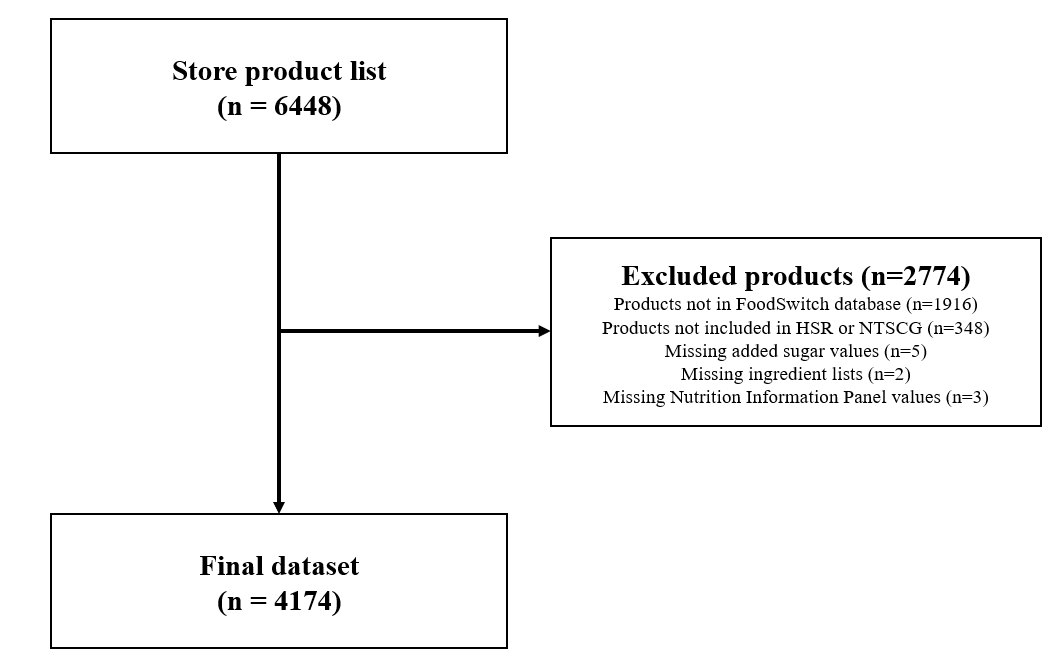 Store product list
(n = 6448)
Excluded products (n=2774)
Products not in FoodSwitch database (n=1916)
Products not included in HSR or NTSCG (n=348)
Missing added sugar values (n=5)
Missing ingredient lists (n=2)
Missing Nutrition Information Panel values (n=3)
Final dataset
(n = 4174)